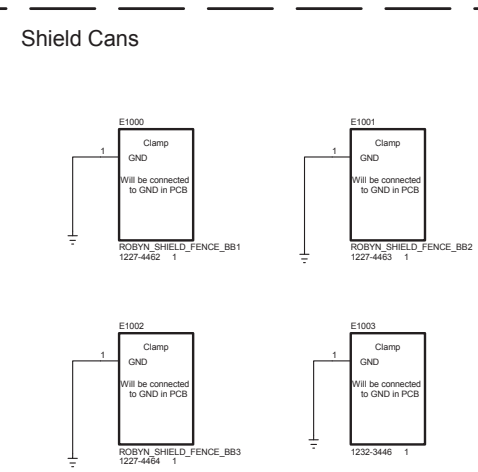 Shield Cans
E1000
Clamp
1
GND
Will be connected
to GND in PCB
ROBYN_SHIELD_FENCE_BB1
1227-4462 1
E1001
Clamp
1
GND
Will be connected
to GND in PCB
ROBYN_SHIELD_FENCE_BB2
1227-4463 1
E1002
Clamp
1
GND
Will be connected
to GND in PCB
ROBYN_SHIELD_FENCE_BB3
1227-4464 1
E1003
Clamp
1
GND
Will be connected
to GND in PCB
1232-3446 1